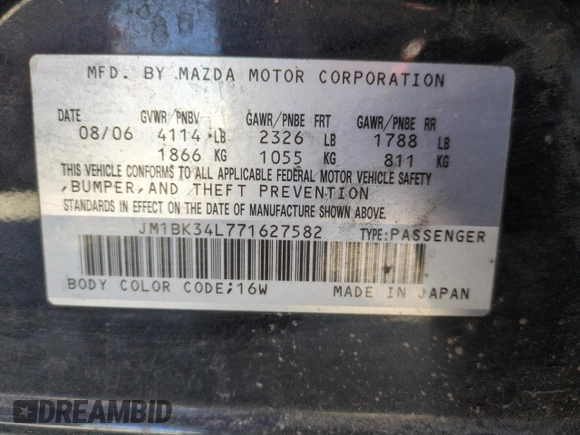 MFD. BY MAZDA MOTOR CORPORATION
DATE GVWR/PNBV GAWR/PNBE FRT GAWR/PNBE RR
08/06 4114 LB 2326 LB 1788 LB
1866 KG 1055 KG 811 KG
THIS VEHICLE CONFORMS TO ALL APPLICABLE FEDERAL MOTOR VEHICLE SAFETY
,BUMPER,AND THEFT PREVENTION
STANDARDS IN EFFECT ON THE DATE OF MANUFACTURE SHOWN ABOVE.
JM1BK34L771627582 TYPE:PASSENGER
BODY COLOR CODE;16W MADE IN JAPAN
DREAMBID